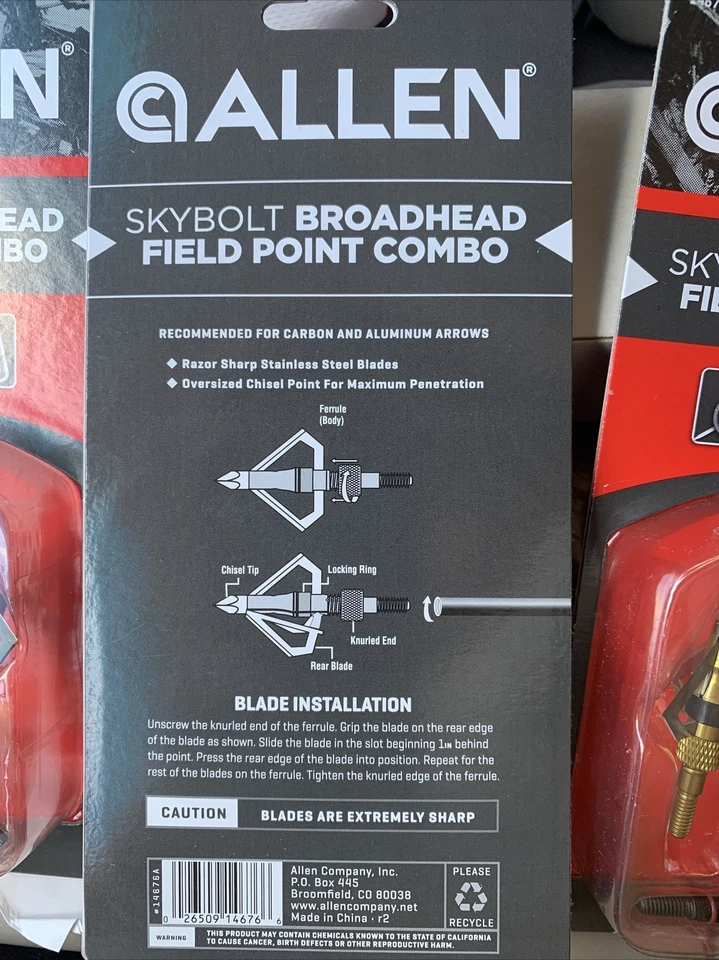 N®
EAD
BO
ALLEN®
SKYBOLT BROADHEAD
FIELD POINT COMBO
RECOMMENDED FOR CARBON AND ALUMINUM ARROWS
◆ Razor Sharp Stainless Steel Blades
◆ Oversized Chisel Point For Maximum Penetration
Ferrule
(Body)
Chisel Tip
Locking Ring
Knurled End
Rear Blade
BLADE INSTALLATION
Unscrew the knurled end of the ferrule. Grip the blade on the rear edge
of the blade as shown. Slide the blade in the slot beginning 1IN behind
the point. Press the rear edge of the blade into position. Repeat for the
rest of the blades on the ferrule. Tighten the knurled edge of the ferrule.
CAUTION BLADES ARE EXTREMELY SHARP
#14676A
0 26509 14676 6
Allen Company, Inc.
P.O. Box 445
Broomfield, CO 80038
www.allencompany.net
Made in China · r2
PLEASE
RECYCLE
WARNING
THIS PRODUCT MAY CONTAIN CHEMICALS KNOWN TO THE STATE OF CALIFORNIA
TO CAUSE CANCER, BIRTH DEFECTS OR OTHER REPRODUCTIVE HARM.
SKY
FIE